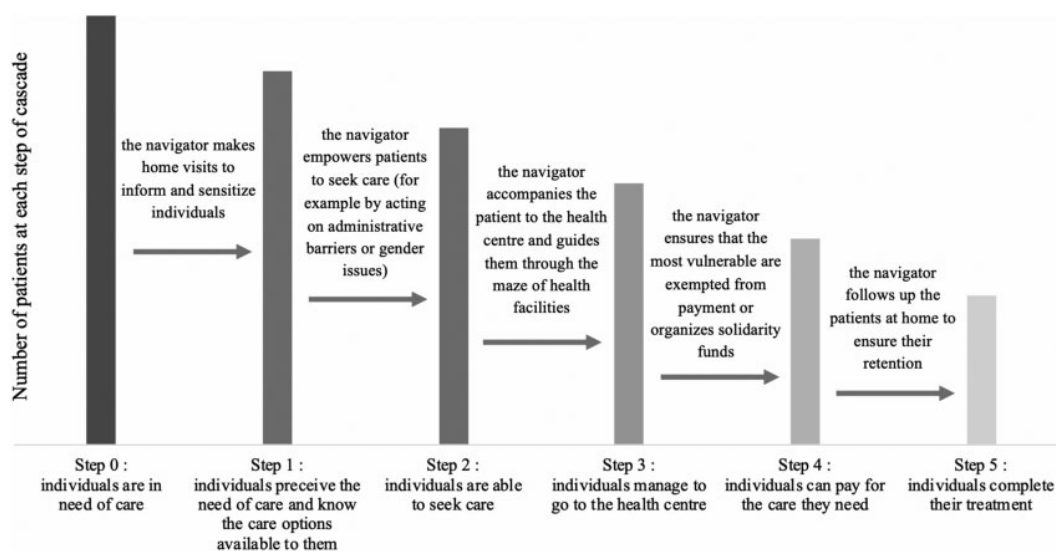 Number of patients at each step of cascade
the navigator makes
home visits to
inform and sensitize
individuals
the navigator
empowers patients
to seek care (for
example by acting
on administrative
barriers or gender
issues)
the navigator
accompanies the
patient to the health
centre and guides
them through the
maze of health
facilities
the navigator
ensures that the
most vulnerable are
exempted from
payment or
organizes solidarity
funds
the navigator
follows up the
patients at home to
ensure their
retention
Step 0 :
individuals are in
need of care
Step 1 :
individuals preceive the
need of care and know
the care options
available to them
Step 2 :
individuals are able
to seek care
Step 3 :
individuals manage to
go to the health centre
Step 4 :
individuals can pay for
the care they need
Step 5 :
individuals complete
their treatment